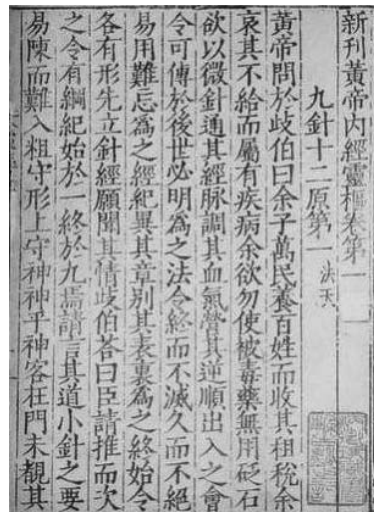 新刊黃帝內經靈樞卷第一
九針十二原第一 法天
黃帝問於歧伯曰余子萬民養百姓而收其租稅余
哀其不給而屬有疾病余欲勿使被毒藥無用砭石
欲以微針通其經脉調其血氣營其逆順出入之會
令可傳於後世必明爲之法令終而不滅久而不絕
易用難忘爲之經紀異其章別其表裏爲之終始令
各有形先立針經願聞其情歧伯荅曰臣請推而次
之令有綱紀始於一終於九焉請言其道小針之要
易陳而難入粗守形上守神神乎神客在門未覩其